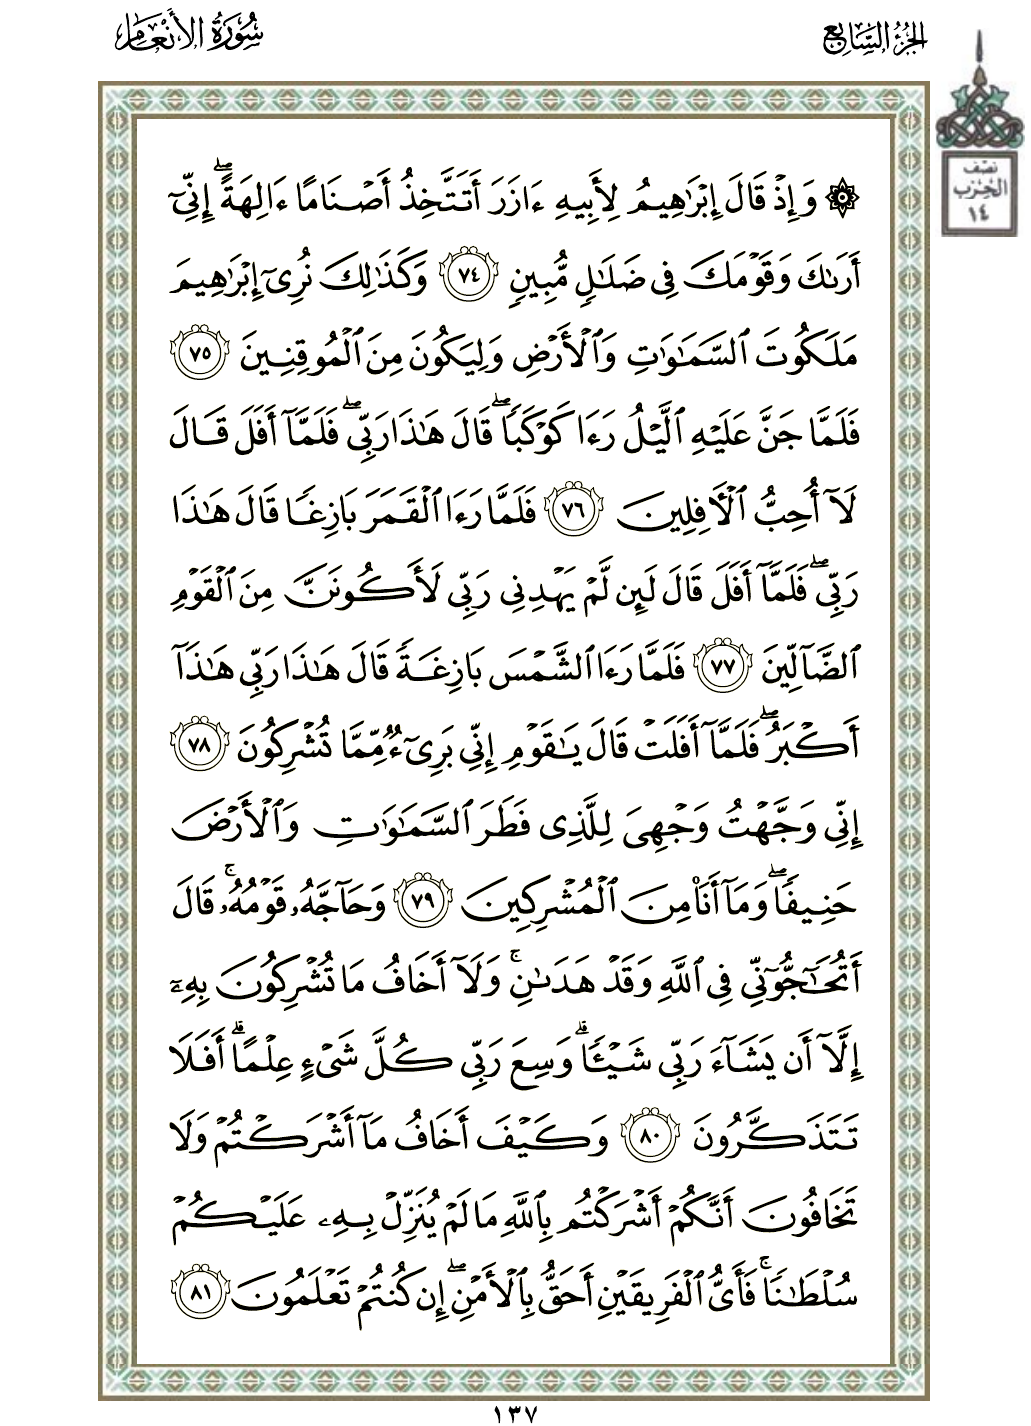 الجزء السابع
سورة الأنعام
نصف
الحزب
١٤
۞ وَإِذْ قَالَ إِبْرَٰهِيمُ لِأَبِيهِ ءَازَرَ أَتَتَّخِذُ أَصْنَامًا ءَالِهَةً ۖ إِنِّىٓ
أَرَىٰكَ وَقَوْمَكَ فِى ضَلَٰلٍ مُّبِينٍ ٧٤ وَكَذَٰلِكَ نُرِىٓ إِبْرَٰهِيمَ
مَلَكُوتَ ٱلسَّمَٰوَٰتِ وَٱلْأَرْضِ وَلِيَكُونَ مِنَ ٱلْمُوقِنِينَ ٧٥
فَلَمَّا جَنَّ عَلَيْهِ ٱلَّيْلُ رَءَا كَوْكَبًا ۖ قَالَ هَٰذَا رَبِّى ۖ فَلَمَّآ أَفَلَ قَالَ
لَآ أُحِبُّ ٱلْأَفِلِينَ ٧٦ فَلَمَّا رَءَا ٱلْقَمَرَ بَازِغًا قَالَ هَٰذَا
رَبِّى ۖ فَلَمَّآ أَفَلَ قَالَ لَئِن لَّمْ يَهْدِنِى رَبِّى لَأَكُونَنَّ مِنَ ٱلْقَوْمِ
ٱلضَّآلِّينَ ٧٧ فَلَمَّا رَءَا ٱلشَّمْسَ بَازِغَةً قَالَ هَٰذَا رَبِّى هَٰذَآ
أَكْبَرُ ۖ فَلَمَّآ أَفَلَتْ قَالَ يَٰقَوْمِ إِنِّى بَرِىٓءٌ مِّمَّا تُشْرِكُونَ ٧٨
إِنِّى وَجَّهْتُ وَجْهِىَ لِلَّذِى فَطَرَ ٱلسَّمَٰوَٰتِ وَٱلْأَرْضَ
حَنِيفًا ۖ وَمَآ أَنَا۠ مِنَ ٱلْمُشْرِكِينَ ٧٩ وَحَآجَّهُۥ قَوْمُهُۥ ۚ قَالَ
أَتُحَٰٓجُّوٓنِّى فِى ٱللَّهِ وَقَدْ هَدَىٰنِ ۚ وَلَآ أَخَافُ مَا تُشْرِكُونَ بِهِۦٓ
إِلَّآ أَن يَشَآءَ رَبِّى شَيْـًٔا ۗ وَسِعَ رَبِّى كُلَّ شَىْءٍ عِلْمًا ۗ أَفَلَا
تَتَذَكَّرُونَ ٨٠ وَكَيْفَ أَخَافُ مَآ أَشْرَكْتُمْ وَلَا
تَخَافُونَ أَنَّكُمْ أَشْرَكْتُم بِٱللَّهِ مَا لَمْ يُنَزِّلْ بِهِۦ عَلَيْكُمْ
سُلْطَٰنًا ۚ فَأَىُّ ٱلْفَرِيقَيْنِ أَحَقُّ بِٱلْأَمْنِ ۖ إِن كُنتُمْ تَعْلَمُونَ ٨١
١٣٧